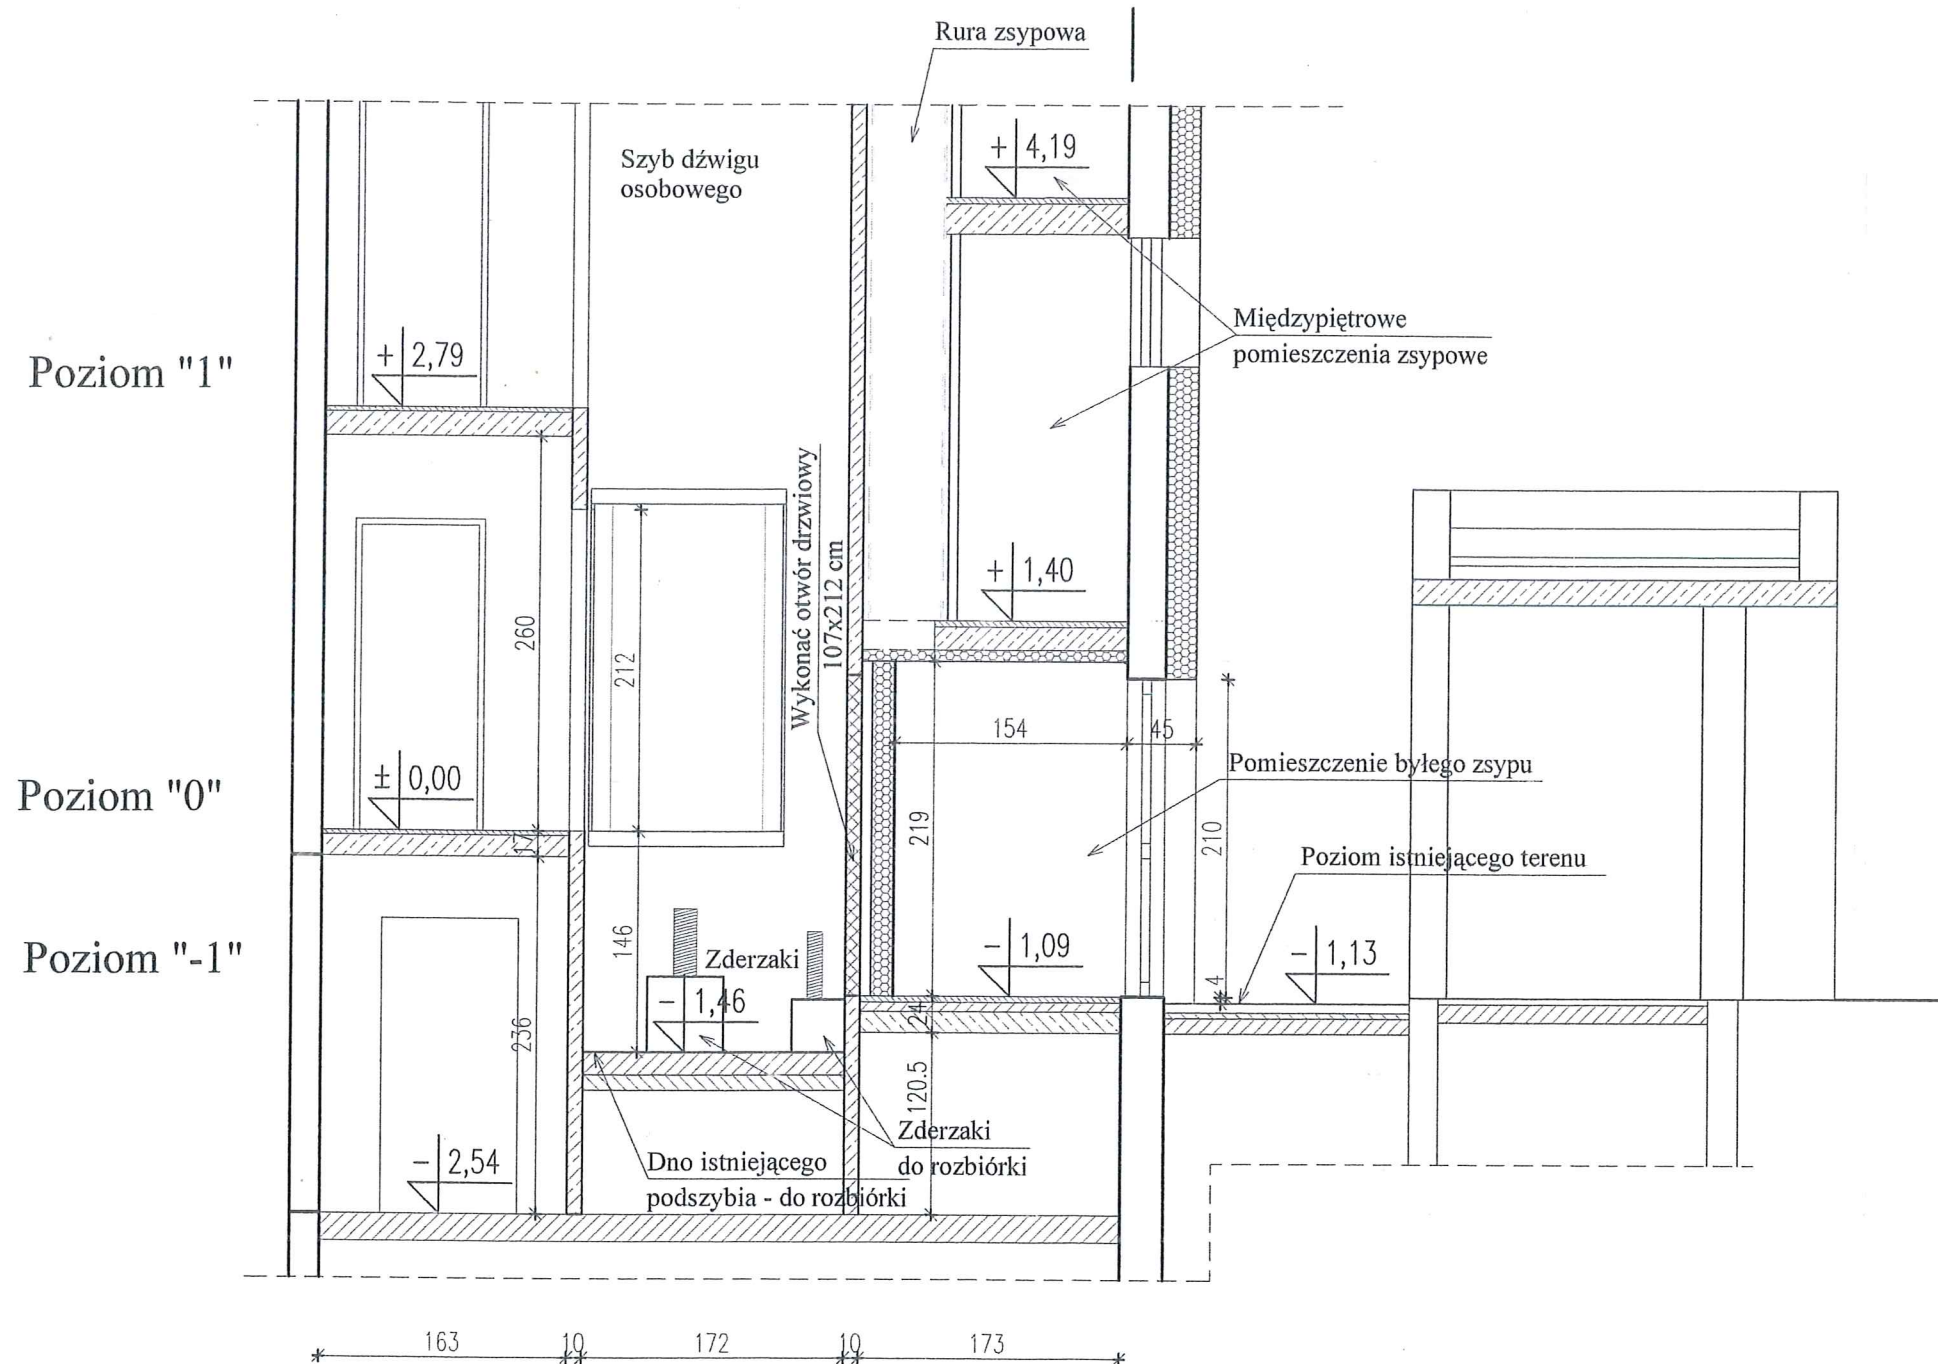 Rura zsypowa
+ 4,19
Szyb dźwigu
osobowego
Międzypiętrowe
pomieszczenia zsypowe
Poziom "1"
+ 2,79
Wykonać otwór drzwiowy
107x212 cm
+ 1,40
260
212
154
45
Pomieszczenie byłego zsypu
Poziom "0"
± 0,00
17
219
210
Poziom istniejącego terenu
Poziom "-1"
146
Zderzaki
- 1,09
- 1,13
4
- 1,46
24
236
120.5
Zderzaki
do rozbiórki
- 2,54
Dno istniejącego
podszybia - do rozbiórki
163
10
172
10
173